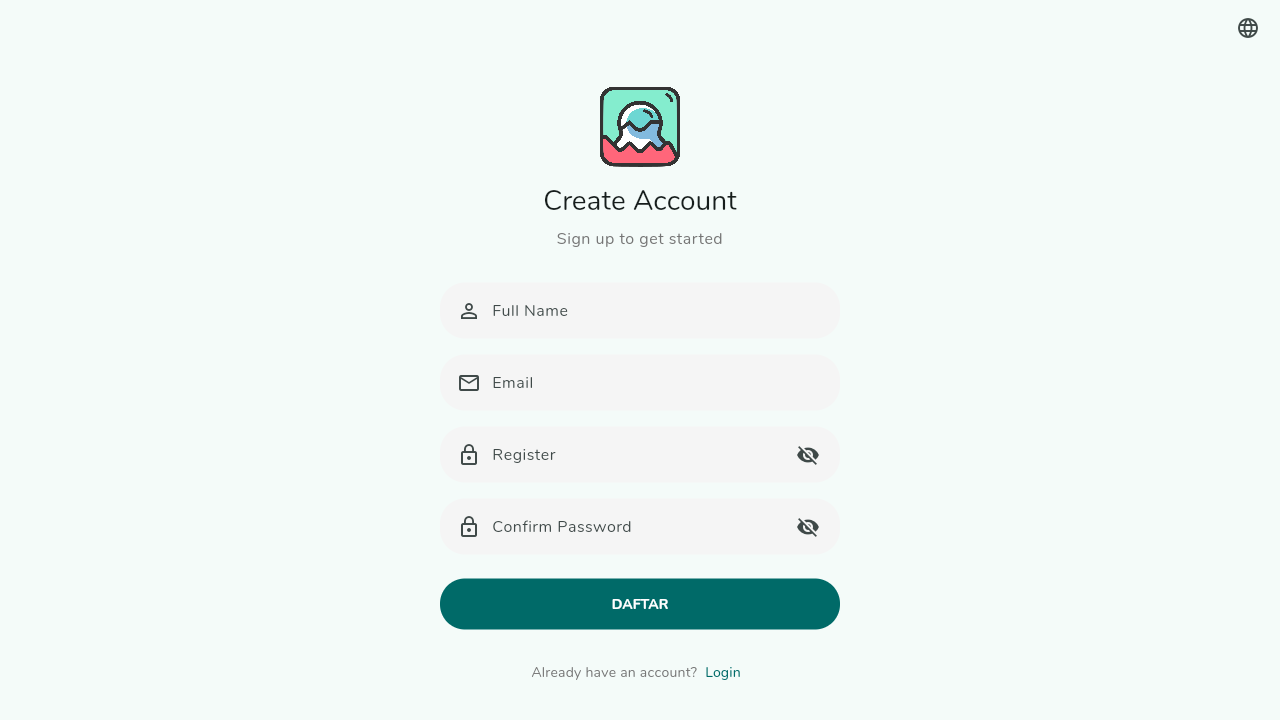 Create Account
Sign up to get started
Full Name
Email
Register
Confirm Password
DAFTAR
Already have an account? Login